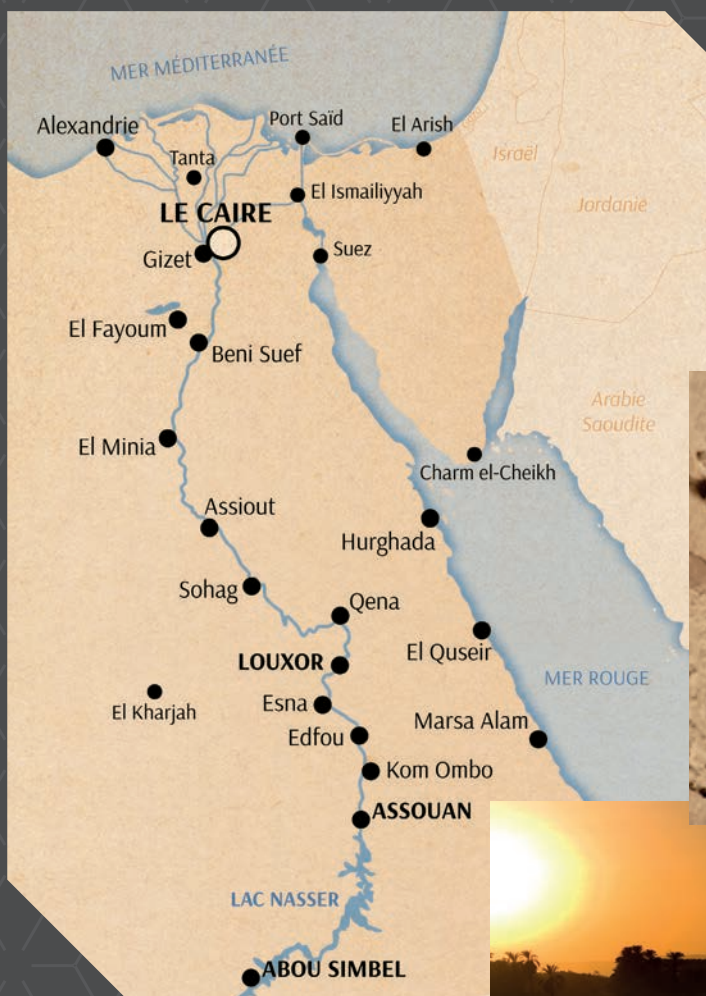 MER MÉDITERRANÉE
Alexandrie
Port Saïd
El Arish
Tanta
Israël
El Ismailiyyah
Jordanie
LE CAIRE
Gizet
Suez
El Fayoum
Beni Suef
Arabie
Saoudite
El Minia
Charm el-Cheikh
Assiout
Hurghada
Sohag
Qena
El Quseir
LOUXOR
MER ROUGE
Esna
El Kharjah
Marsa Alam
Edfou
Kom Ombo
ASSOUAN
LAC NASSER
ABOU SIMBEL